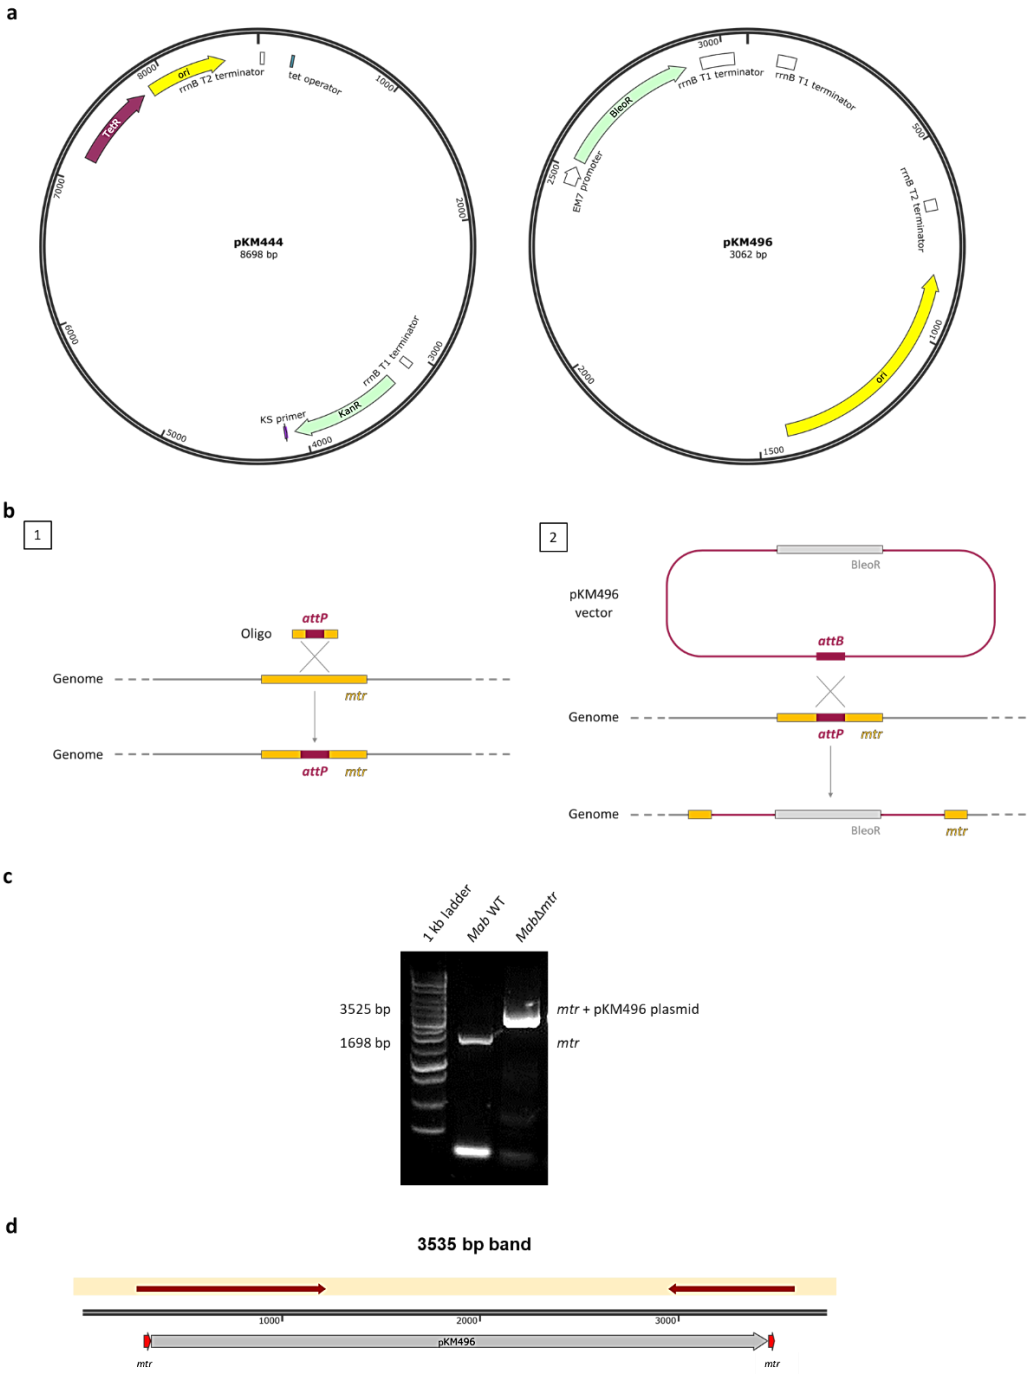 a
8000
ori
rrnB T2 terminator
tet operator
1000
TetR
7000
2000
pKM444
8698 bp
6000
rrnB T1 terminator
3000
KS primer
KanR
5000
4000
3000
rrnB T1 terminator
rrnB T1 terminator
BleoR
500
2500
EM7 promoter
rrnB T2 terminator
pKM496
3062 bp
1000
2000
ori
1500
b
1
2
BleoR
pKM496
vector
attP
Oligo
attB
Genome
mtr
Genome
attP
mtr
Genome
attP
mtr
Genome
BleoR
mtr
c
1 kb ladder
Mab WT
MabΔmtr
3525 bp
mtr + pKM496 plasmid
1698 bp
mtr
d
3535 bp band
1000
2000
3000
pKM496
mtr
mtr